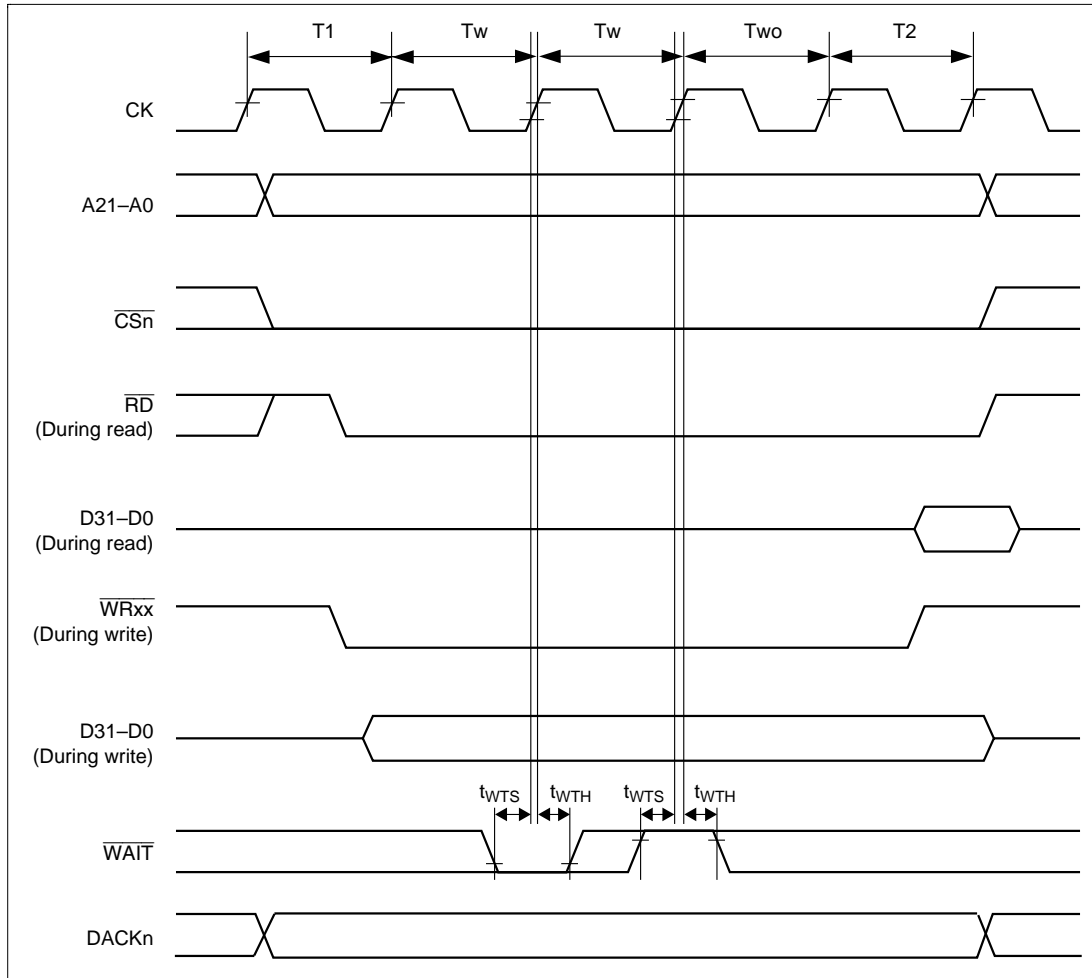 T1 Tw Tw Two T2
CK
A21–A0
CSn
RD
(During read)
D31–D0
(During read)
WRxx
(During write)
D31–D0
(During write)
tWTS tWTH tWTS tWTH
WAIT
DACKn